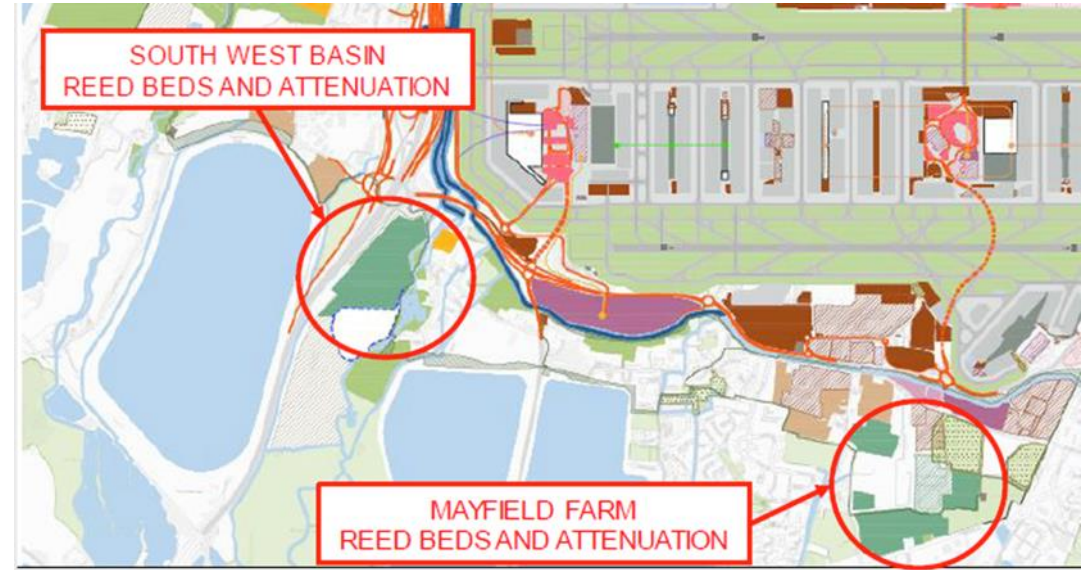 SOUTH WEST BASIN
REED BEDS AND ATTENUATION
MAYFIELD FARM
REED BEDS AND ATTENUATION